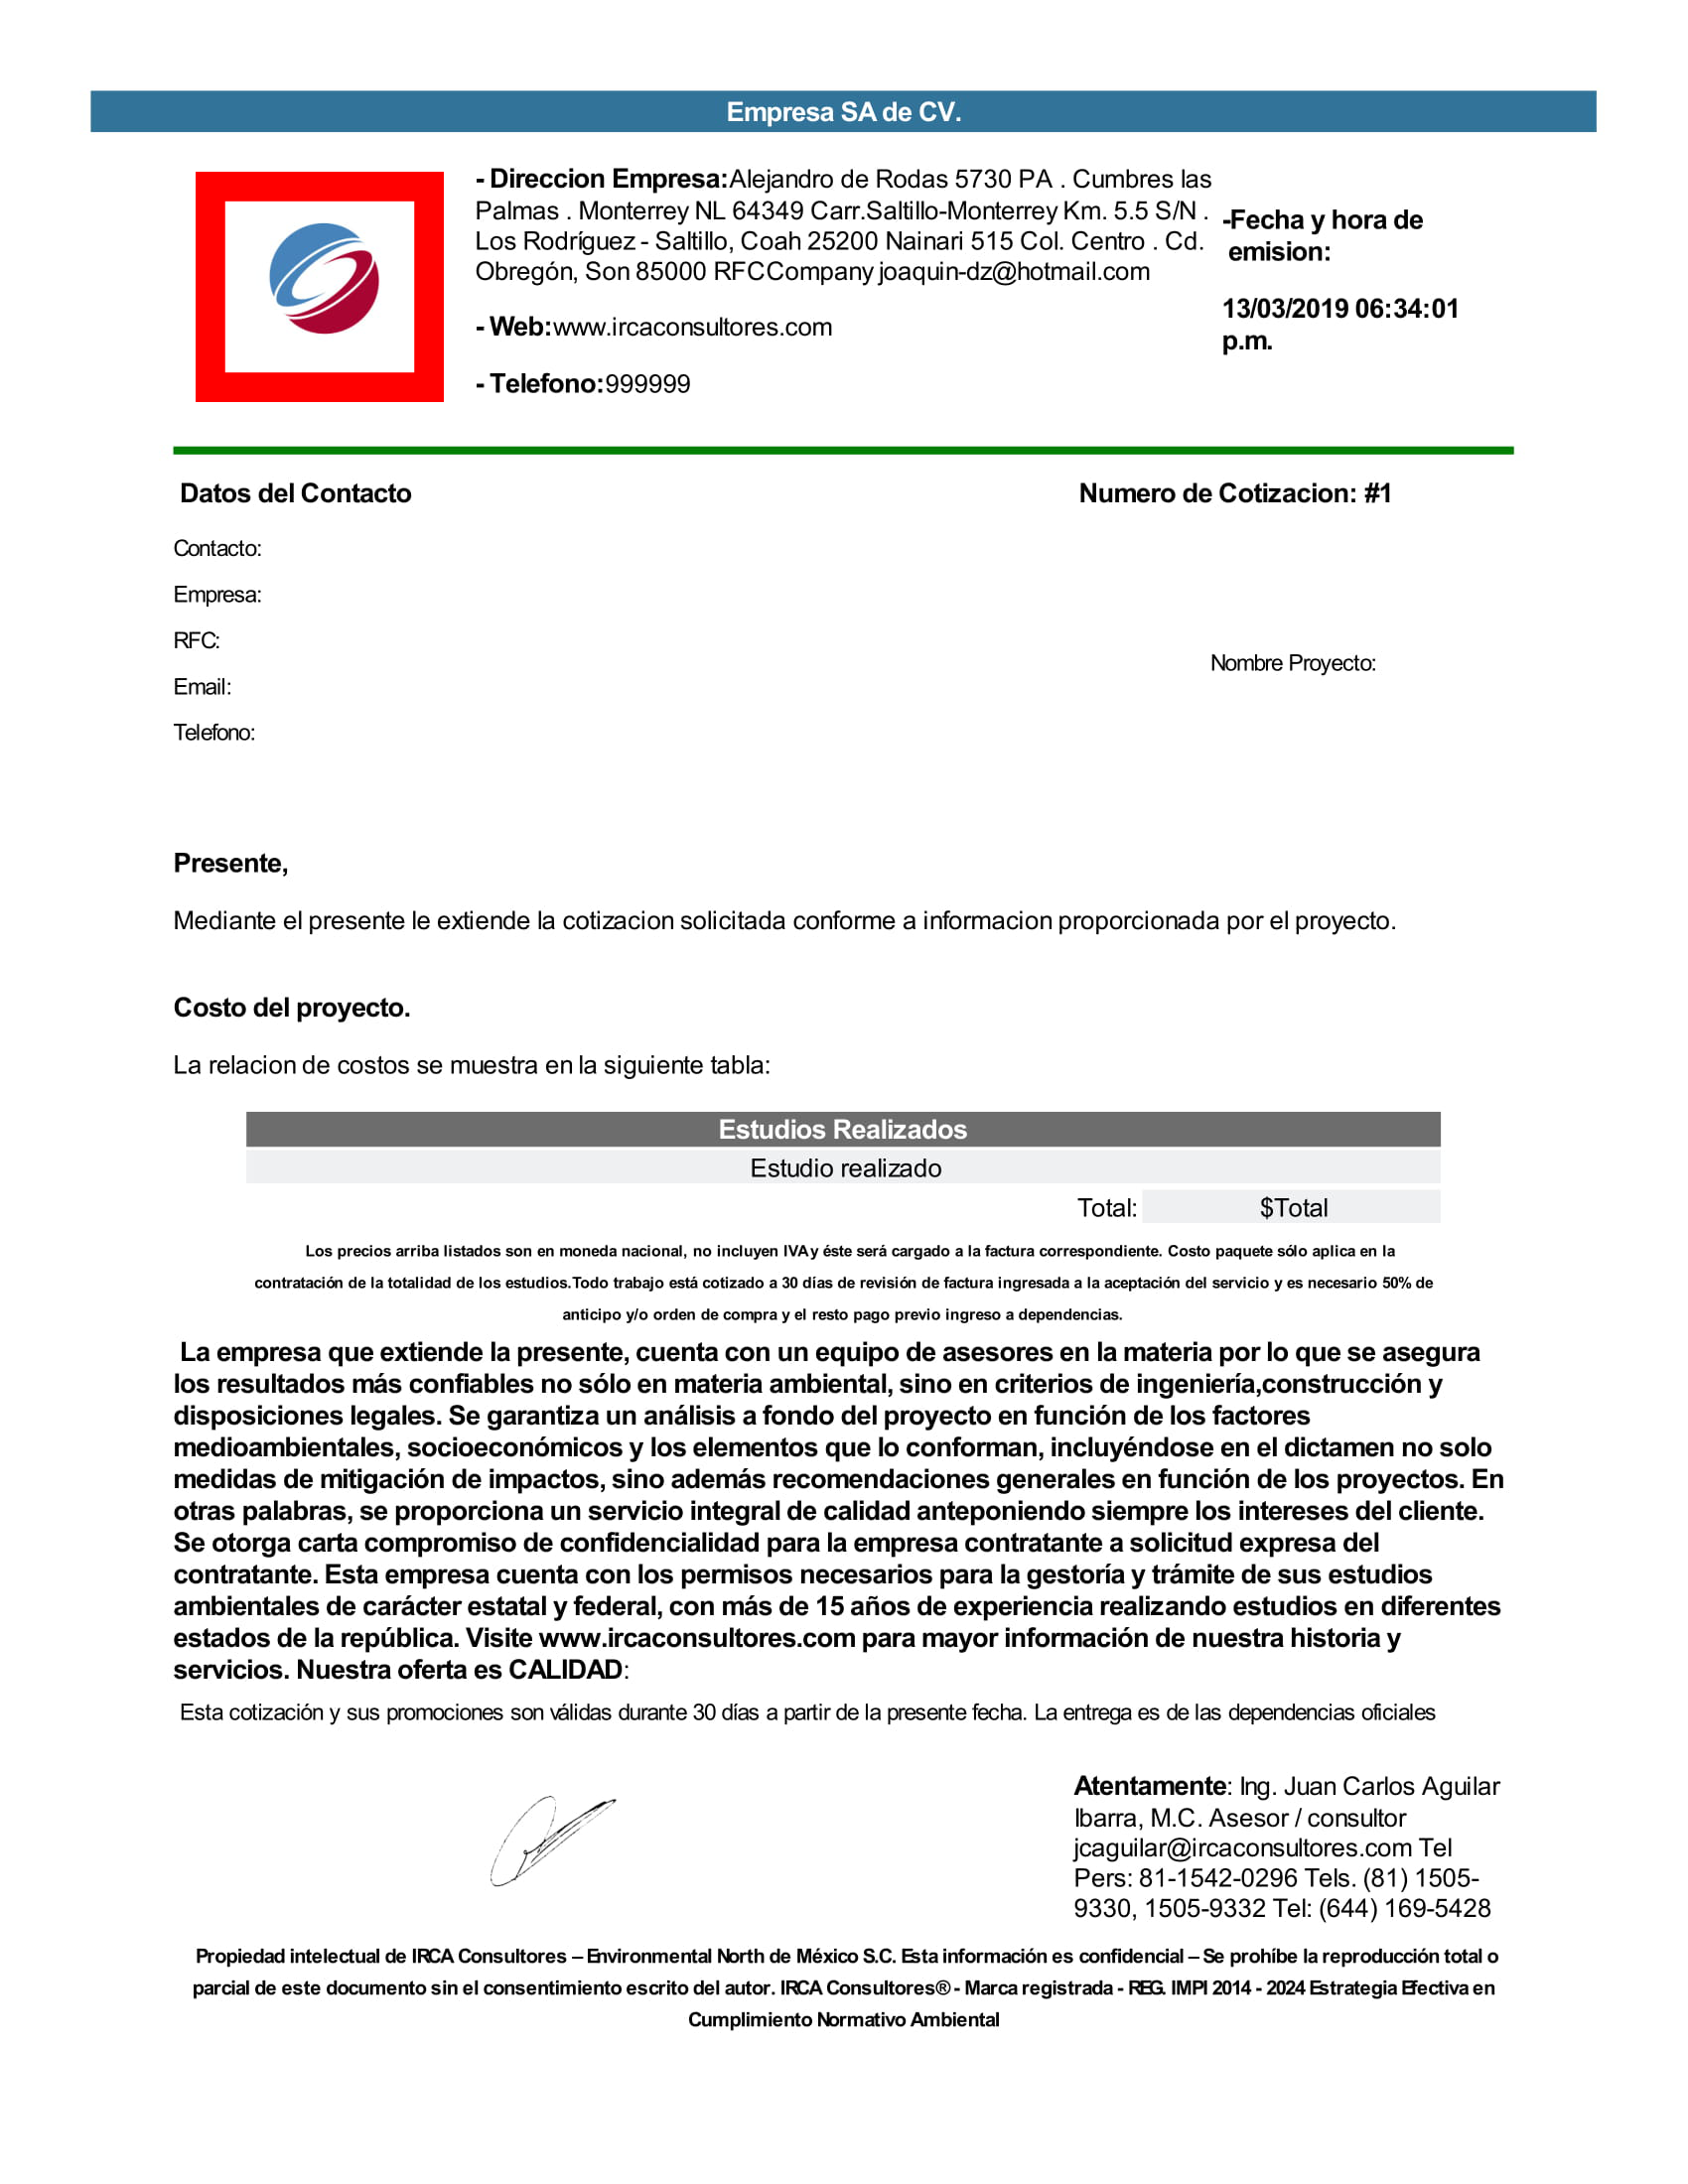 Empresa SA de CV.
- Direccion Empresa:Alejandro de Rodas 5730 PA . Cumbres las
Palmas . Monterrey NL 64349 Carr.Saltillo-Monterrey Km. 5.5 S/N .
Los Rodríguez - Saltillo, Coah 25200 Nainari 515 Col. Centro . Cd.
Obregón, Son 85000 RFCCompany joaquin-dz@hotmail.com
- Web:www.ircaconsultores.com
- Telefono:999999
-Fecha y hora de
emision:
13/03/2019 06:34:01
p.m.
Datos del Contacto
Numero de Cotizacion: #1
Contacto:
Empresa:
RFC:
Email:
Telefono:
Nombre Proyecto:
Presente,
Mediante el presente le extiende la cotizacion solicitada conforme a informacion proporcionada por el proyecto.
Costo del proyecto.
La relacion de costos se muestra en la siguiente tabla:
Estudios Realizados
Estudio realizado
Total: $Total
Los precios arriba listados son en moneda nacional, no incluyen IVA y éste será cargado a la factura correspondiente. Costo paquete sólo aplica en la
contratación de la totalidad de los estudios.Todo trabajo está cotizado a 30 días de revisión de factura ingresada a la aceptación del servicio y es necesario 50% de
anticipo y/o orden de compra y el resto pago previo ingreso a dependencias.
La empresa que extiende la presente, cuenta con un equipo de asesores en la materia por lo que se asegura
los resultados más confiables no sólo en materia ambiental, sino en criterios de ingeniería,construcción y
disposiciones legales. Se garantiza un análisis a fondo del proyecto en función de los factores
medioambientales, socioeconómicos y los elementos que lo conforman, incluyéndose en el dictamen no solo
medidas de mitigación de impactos, sino además recomendaciones generales en función de los proyectos. En
otras palabras, se proporciona un servicio integral de calidad anteponiendo siempre los intereses del cliente.
Se otorga carta compromiso de confidencialidad para la empresa contratante a solicitud expresa del
contratante. Esta empresa cuenta con los permisos necesarios para la gestoría y trámite de sus estudios
ambientales de carácter estatal y federal, con más de 15 años de experiencia realizando estudios en diferentes
estados de la república. Visite www.ircaconsultores.com para mayor información de nuestra historia y
servicios. Nuestra oferta es CALIDAD:
Esta cotización y sus promociones son válidas durante 30 días a partir de la presente fecha. La entrega es de las dependencias oficiales
Atentamente: Ing. Juan Carlos Aguilar
Ibarra, M.C. Asesor / consultor
jcaguilar@ircaconsultores.com Tel
Pers: 81-1542-0296 Tels. (81) 1505-
9330, 1505-9332 Tel: (644) 169-5428
Propiedad intelectual de IRCA Consultores – Environmental North de México S.C. Esta información es confidencial – Se prohíbe la reproducción total o
parcial de este documento sin el consentimiento escrito del autor. IRCA Consultores® - Marca registrada - REG. IMPI 2014 - 2024 Estrategia Efectiva en
Cumplimiento Normativo Ambiental